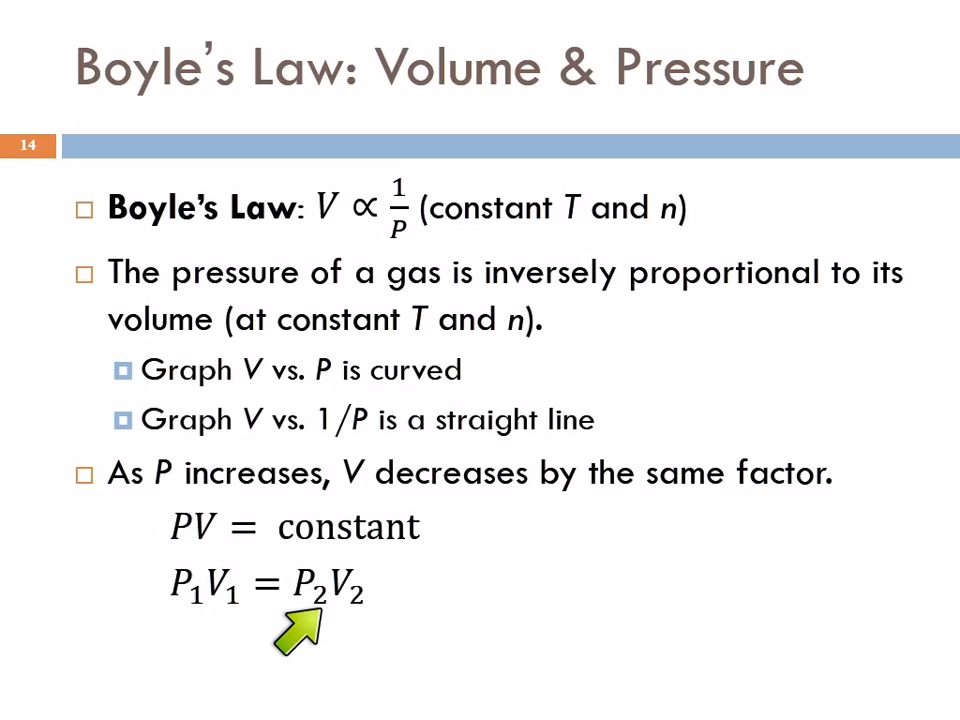 Boyle’s Law: Volume & Pressure
14
Boyle’s Law: V ∝ 1/P (constant T and n)
The pressure of a gas is inversely proportional to its
volume (at constant T and n).
Graph V vs. P is curved
Graph V vs. 1/P is a straight line
As P increases, V decreases by the same factor.
PV = constant
P₁V₁ = P₂V₂